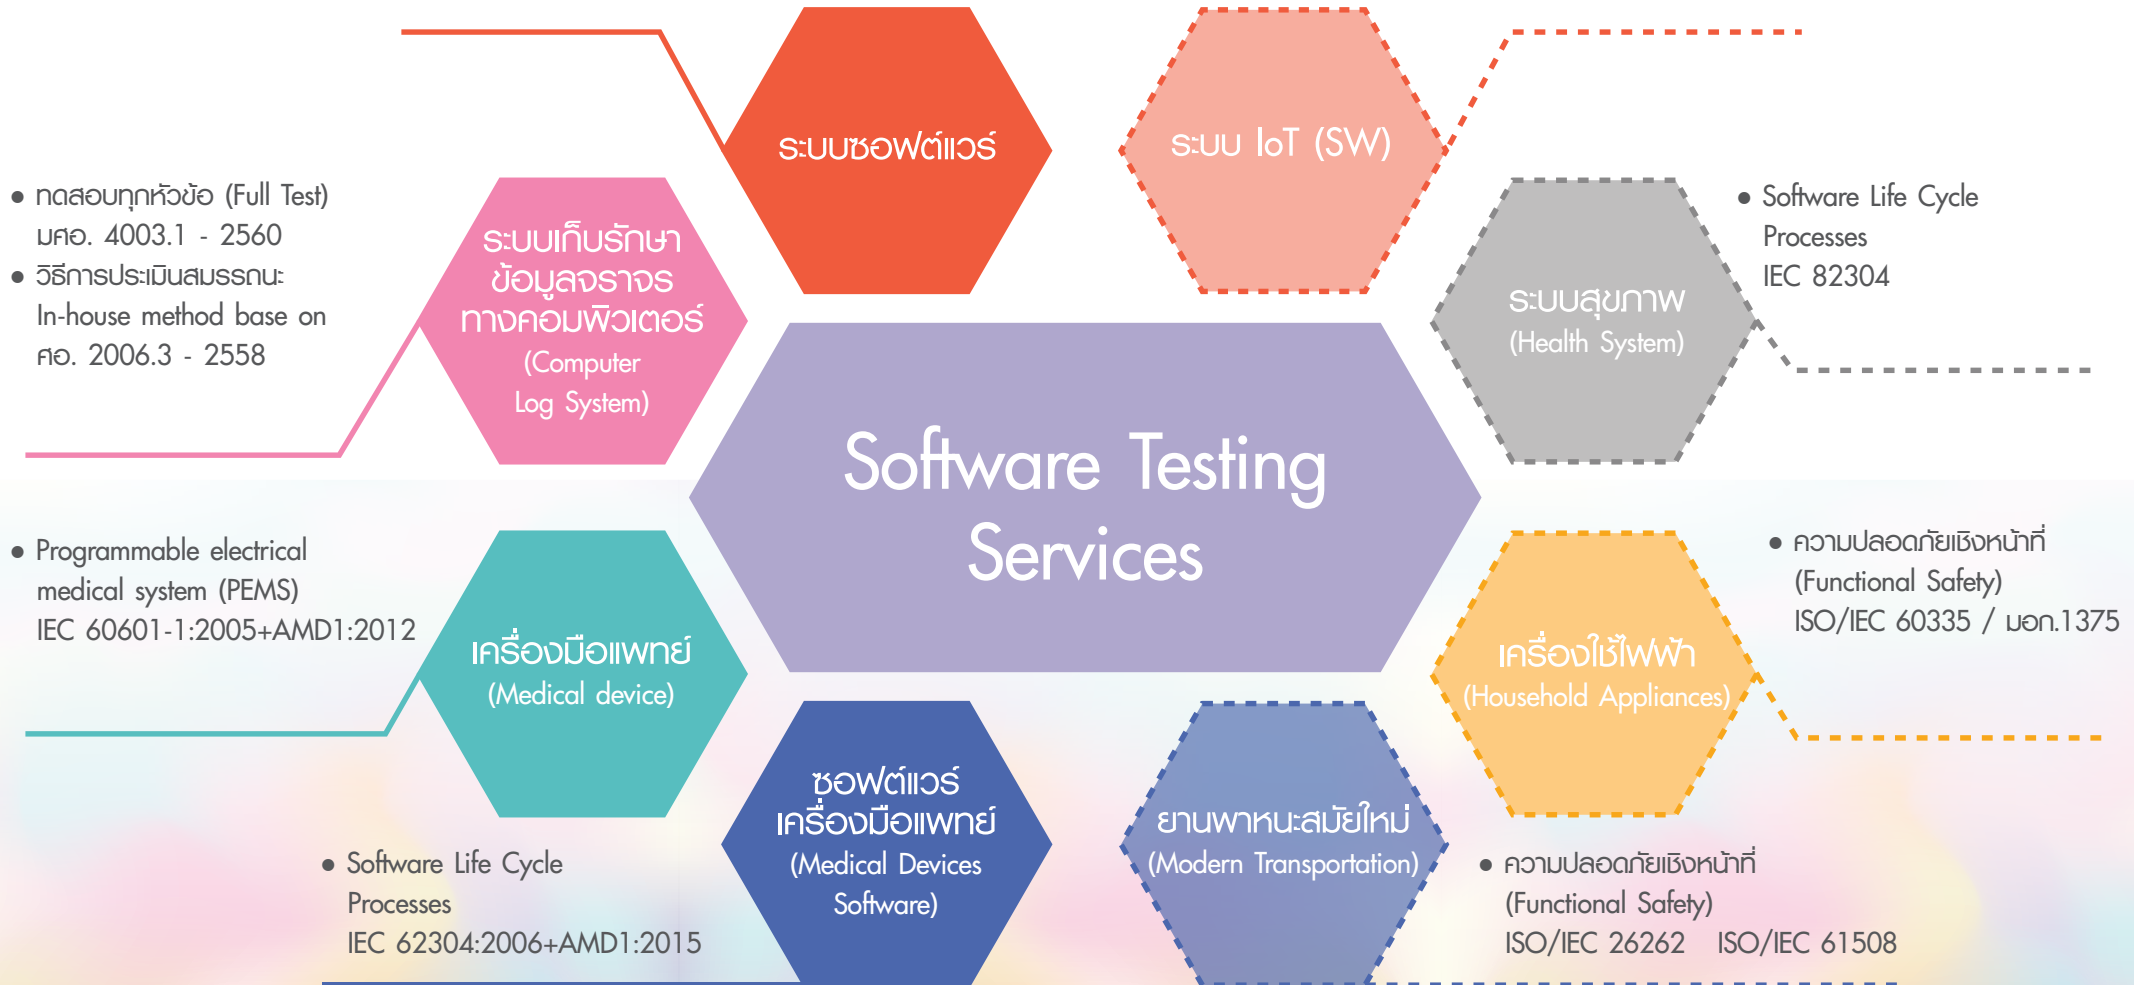 ระบบซอฟต์แวร์
ระบบ IoT (SW)
● ทดสอบทุกหัวข้อ (Full Test)
มศอ. 4003.1 - 2560
● วิธีการประเมินสมรรถนะ
In-house method base on
ศอ. 2006.3 - 2558
ระบบเก็บรักษา
ข้อมูลจราจร
ทางคอมพิวเตอร์
(Computer
Log System)
ระบบสุขภาพ
(Health System)
● Software Life Cycle
Processes
IEC 82304
Software Testing
Services
● Programmable electrical
medical system (PEMS)
IEC 60601-1:2005+AMD1:2012
เครื่องมือแพทย์
(Medical device)
เครื่องใช้ไฟฟ้า
(Household Appliances)
● ความปลอดภัยเชิงหน้าที่
(Functional Safety)
ISO/IEC 60335 / มอก.1375
● Software Life Cycle
Processes
IEC 62304:2006+AMD1:2015
ซอฟต์แวร์
เครื่องมือแพทย์
(Medical Devices
Software)
ยานพาหนะสมัยใหม่
(Modern Transportation)
● ความปลอดภัยเชิงหน้าที่
(Functional Safety)
ISO/IEC 26262 ISO/IEC 61508